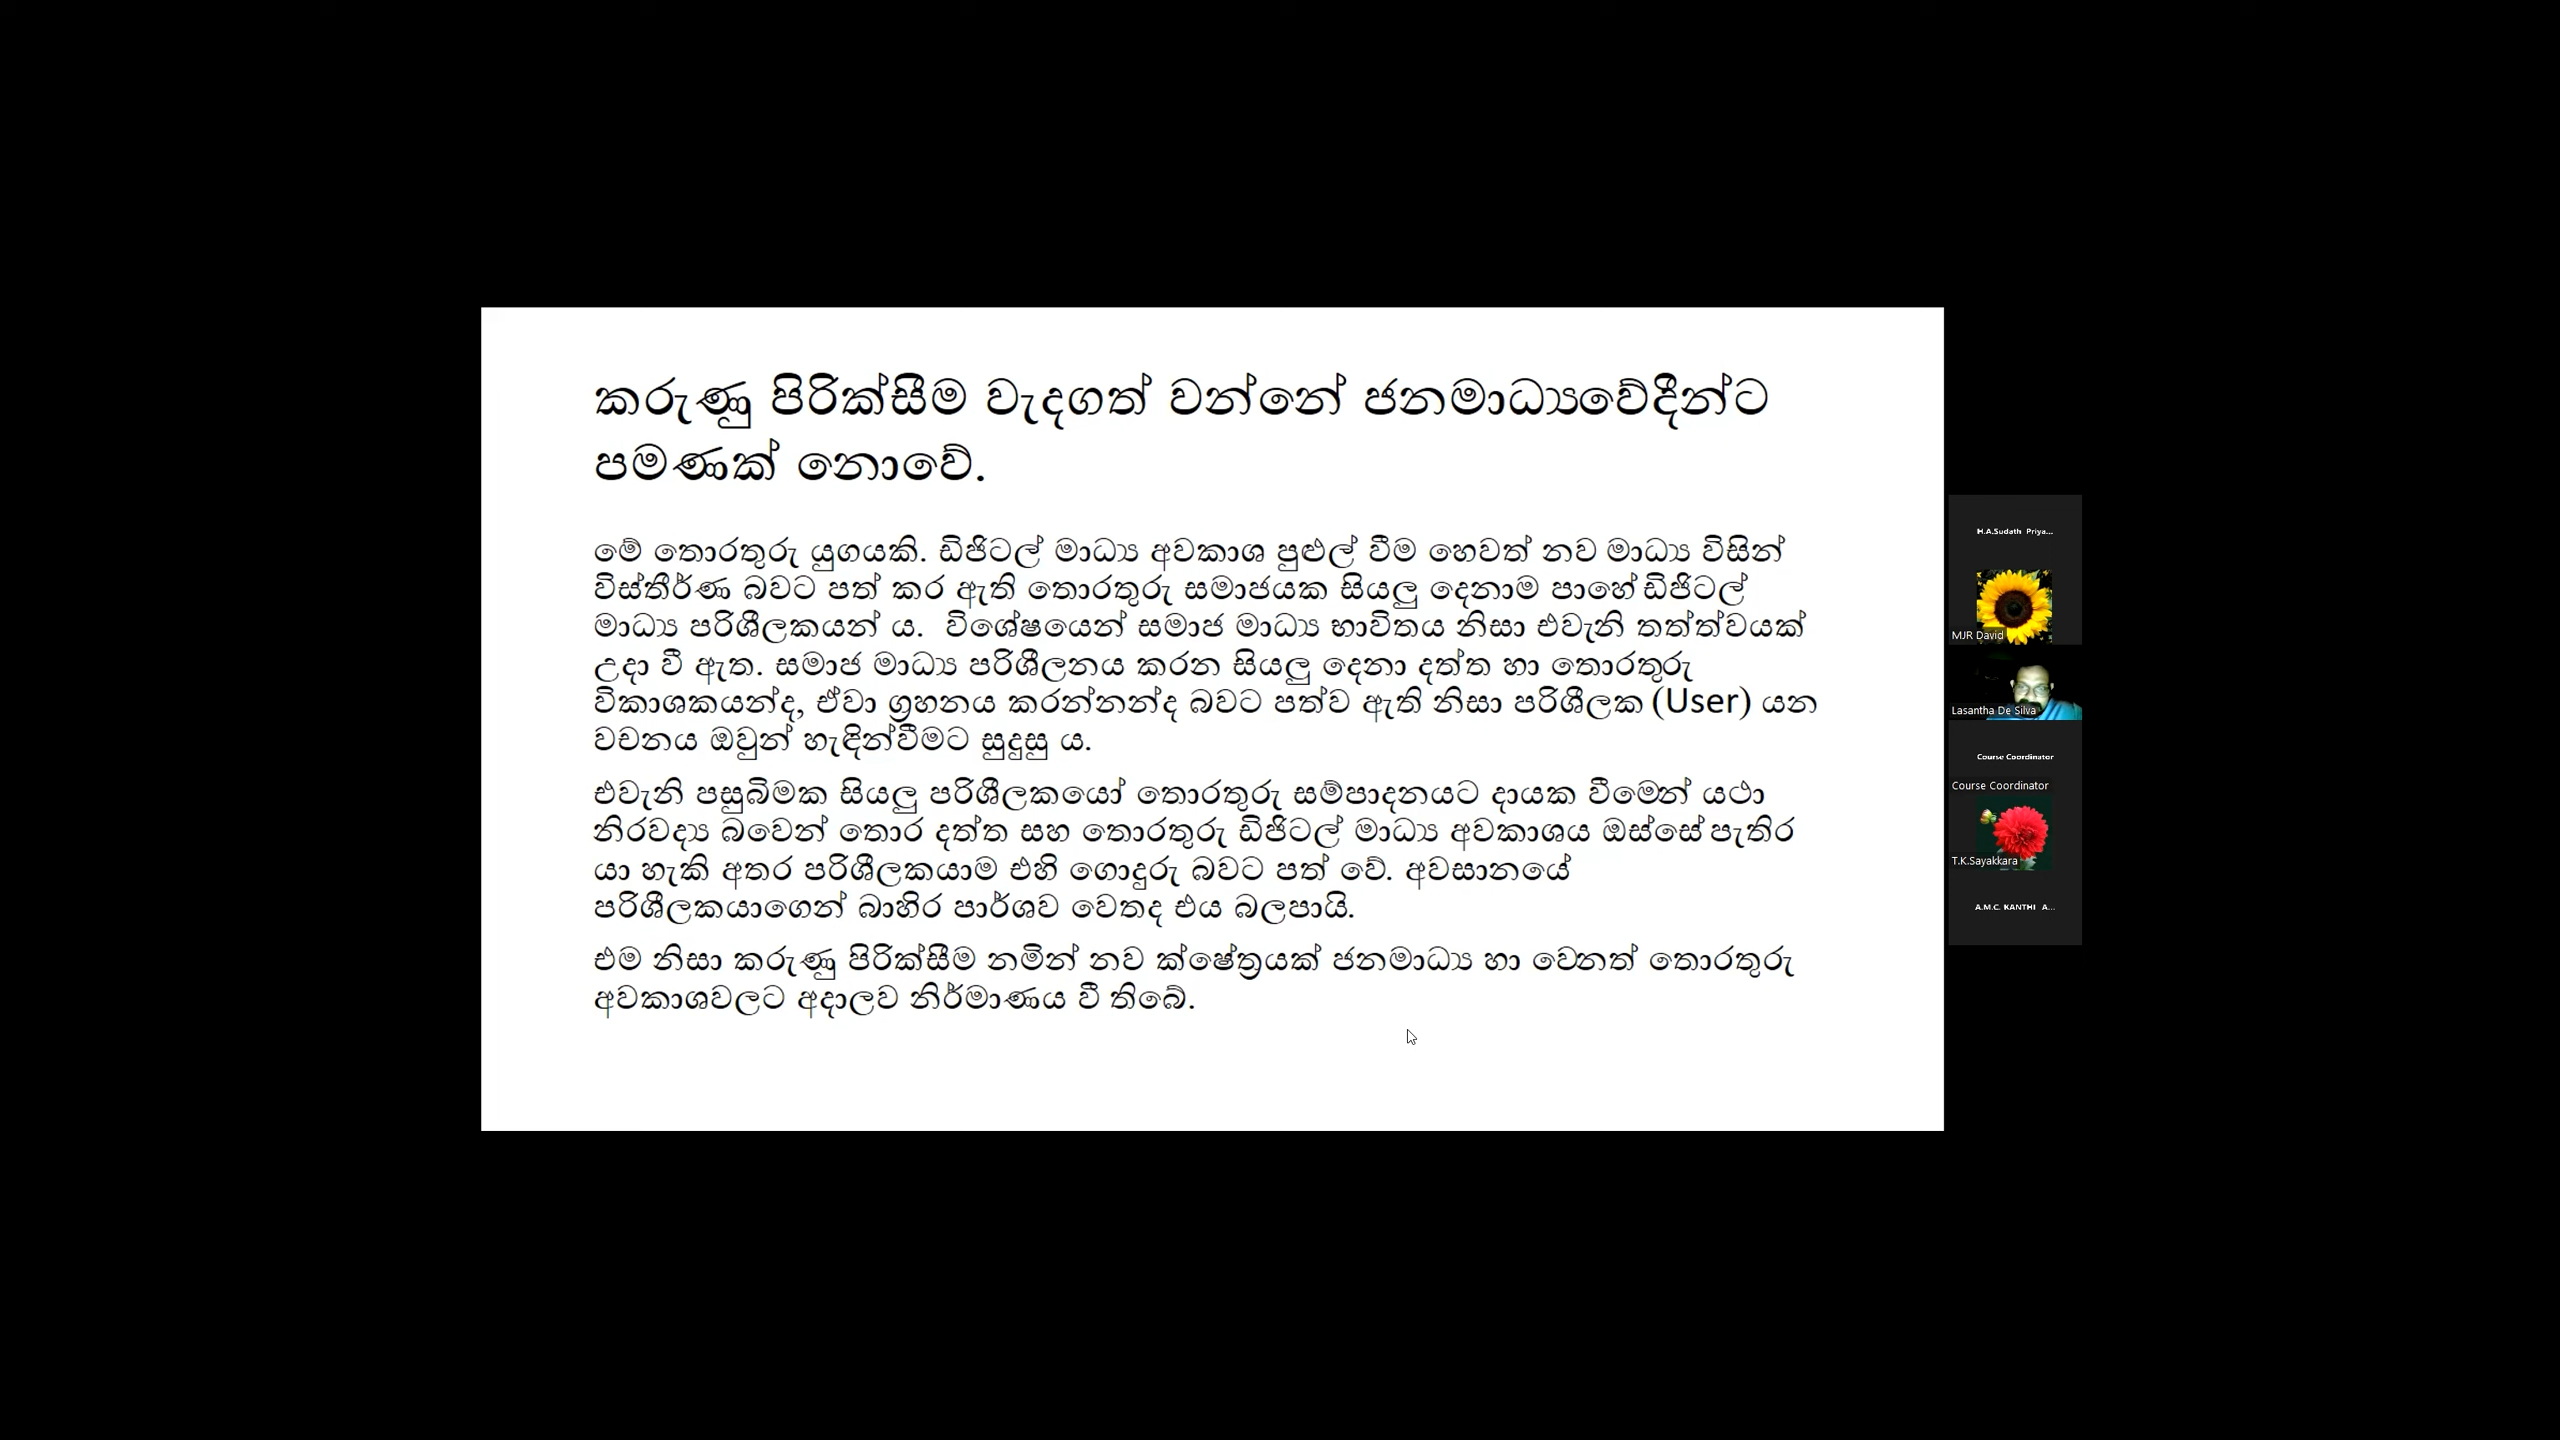 කරුණු පිරික්සීම වැදගත් වන්නේ ජනමාධ්‍යවේදීන්ට
පමණක් නොවේ.
මේ තොරතුරු යුගයකි. ඩිජිටල් මාධ්‍ය අවකාශ පුළුල් වීම හෙවත් නව මාධ්‍ය විසින්
විස්තීර්ණ බවට පත් කර ඇති තොරතුරු සමාජයක සියලු දෙනාම පාහේ ඩිජිටල්
මාධ්‍ය පරිශීලකයන් ය. විශේෂයෙන් සමාජ මාධ්‍ය භාවිතය නිසා එවැනි තත්ත්වයක්
උදා වී ඇත. සමාජ මාධ්‍ය පරිශීලනය කරන සියලු දෙනා දත්ත හා තොරතුරු
විකාශකයන්ද, ඒවා ග්‍රහනය කරන්නන්ද බවට පත්ව ඇති නිසා පරිශීලක (User) යන
වචනය ඔවුන් හැඳින්වීමට සුදුසු ය.
එවැනි පසුබිමක සියලු පරිශීලකයෝ තොරතුරු සම්පාදනයට දායක වීමෙන් යථා
නිරවද්‍ය බවෙන් තොර දත්ත සහ තොරතුරු ඩිජිටල් මාධ්‍ය අවකාශය ඔස්සේ පැතිර
යා හැකි අතර පරිශීලකයාම එහි ගොදුරු බවට පත් වේ. අවසානයේ
පරිශීලකයාගෙන් බාහිර පාර්ශව වෙතද එය බලපායි.
එම නිසා කරුණු පිරික්සීම නමින් නව ක්ෂේත්‍රයක් ජනමාධ්‍ය හා වෙනත් තොරතුරු
අවකාශවලට අදාලව නිර්මාණය වී තිබේ.
H.A.Sudath Priya...
MJR David
Lasantha De Silva
Course Coordinator
Course Coordinator
T.K.Sayakkara
A.M.C. KANTHI A...